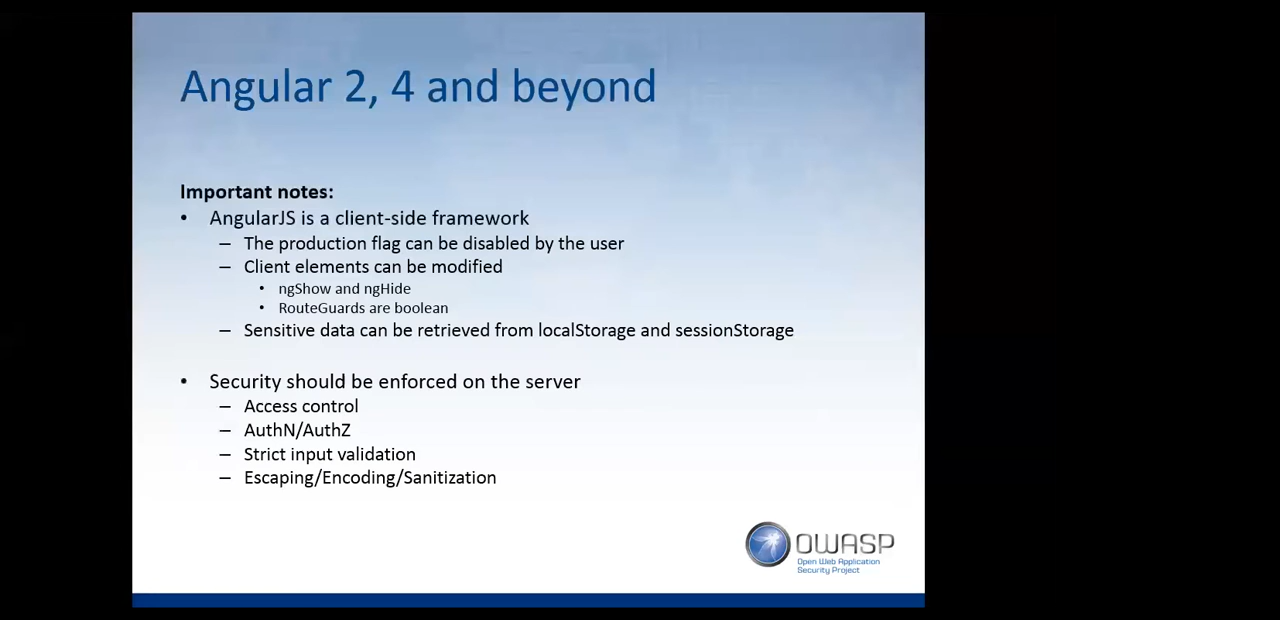 Angular 2, 4 and beyond
Important notes:
• AngularJS is a client-side framework
– The production flag can be disabled by the user
– Client elements can be modified
• ngShow and ngHide
• RouteGuards are boolean
– Sensitive data can be retrieved from localStorage and sessionStorage
• Security should be enforced on the server
– Access control
– AuthN/AuthZ
– Strict input validation
– Escaping/Encoding/Sanitization
OWASP
Open Web Application
Security Project